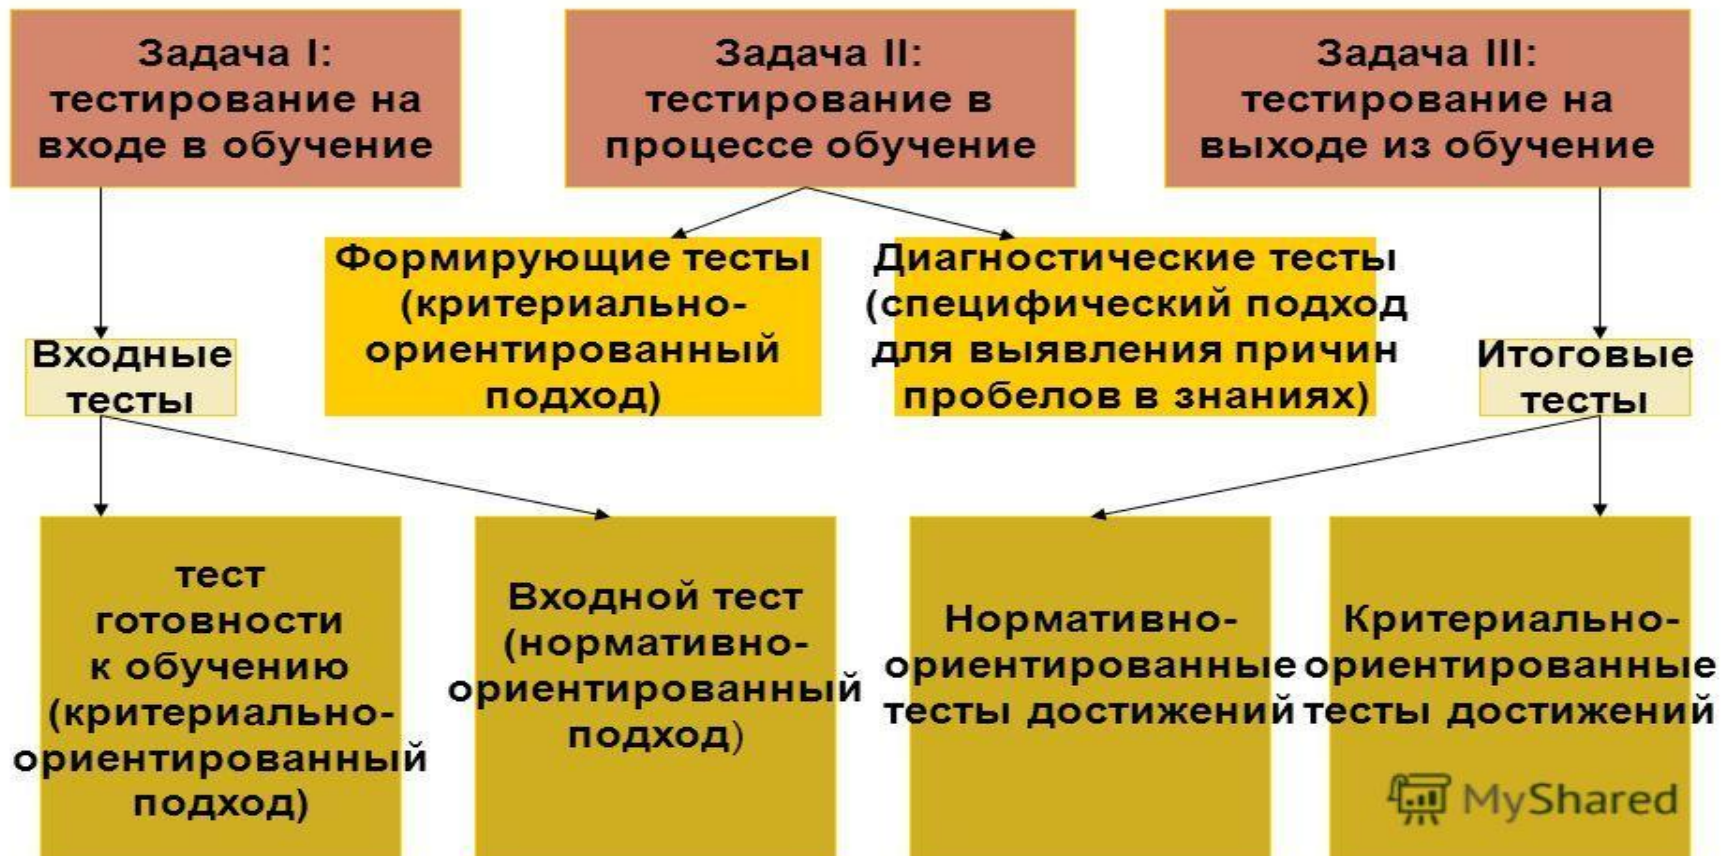 Задача I:
тестирование на
входе в обучение
Задача II:
тестирование в
процессе обучение
Задача III:
тестирование на
выходе из обучение
Формирующие тесты
(критериально-
ориентированный
подход)
Диагностические тесты
(специфический подход
для выявления причин
пробелов в знаниях)
Входные
тесты
Итоговые
тесты
тест
готовности
к обучению
(критериально-
ориентированный
подход)
Входной тест
(нормативно-
ориентированный
подход)
Нормативно-
ориентированные
тесты достижений
Критериально-
ориентированные
тесты достижений
MyShared